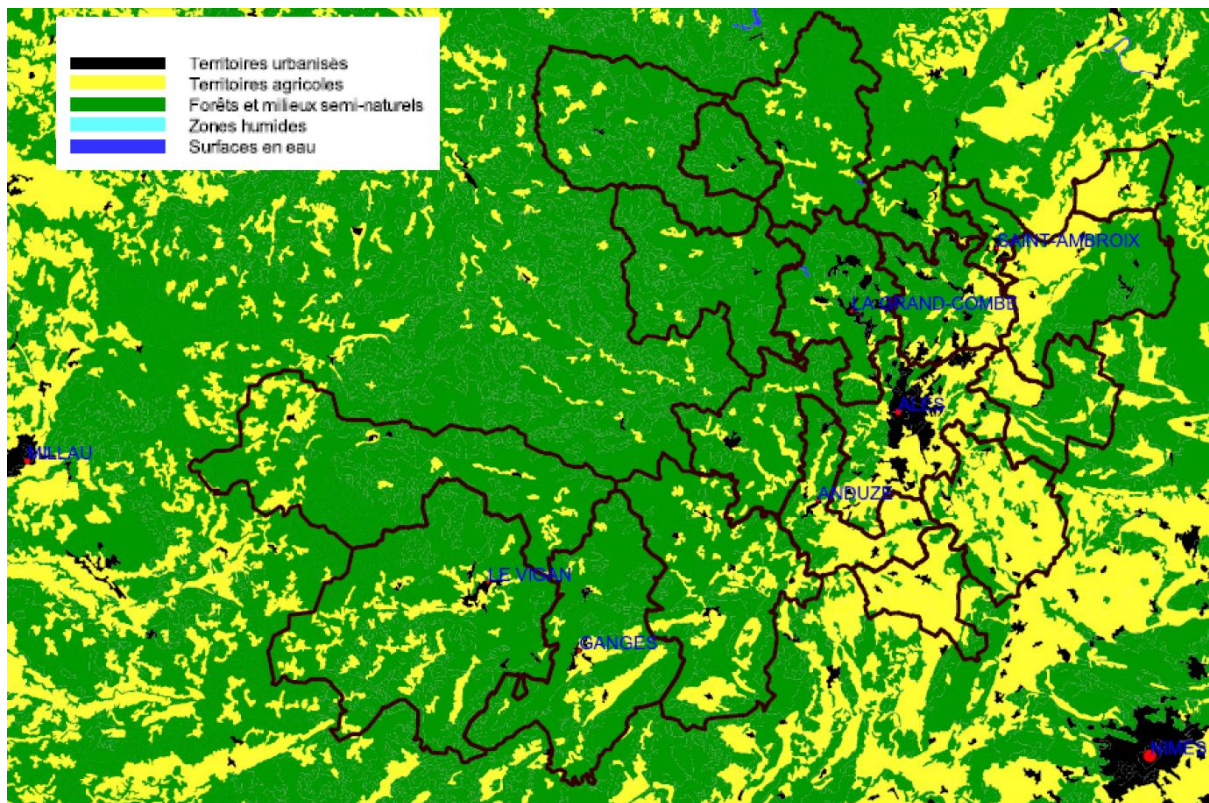 Territoires urbanisés
Territoires agricoles
Forêts et milieux semi-naturels
Zones humides
Surfaces en eau
SAINT-AMBROIX
LA GRAND-COMBE
ALES
MILLAU
ANDUZE
LE VIGAN
GANGES
NIMES